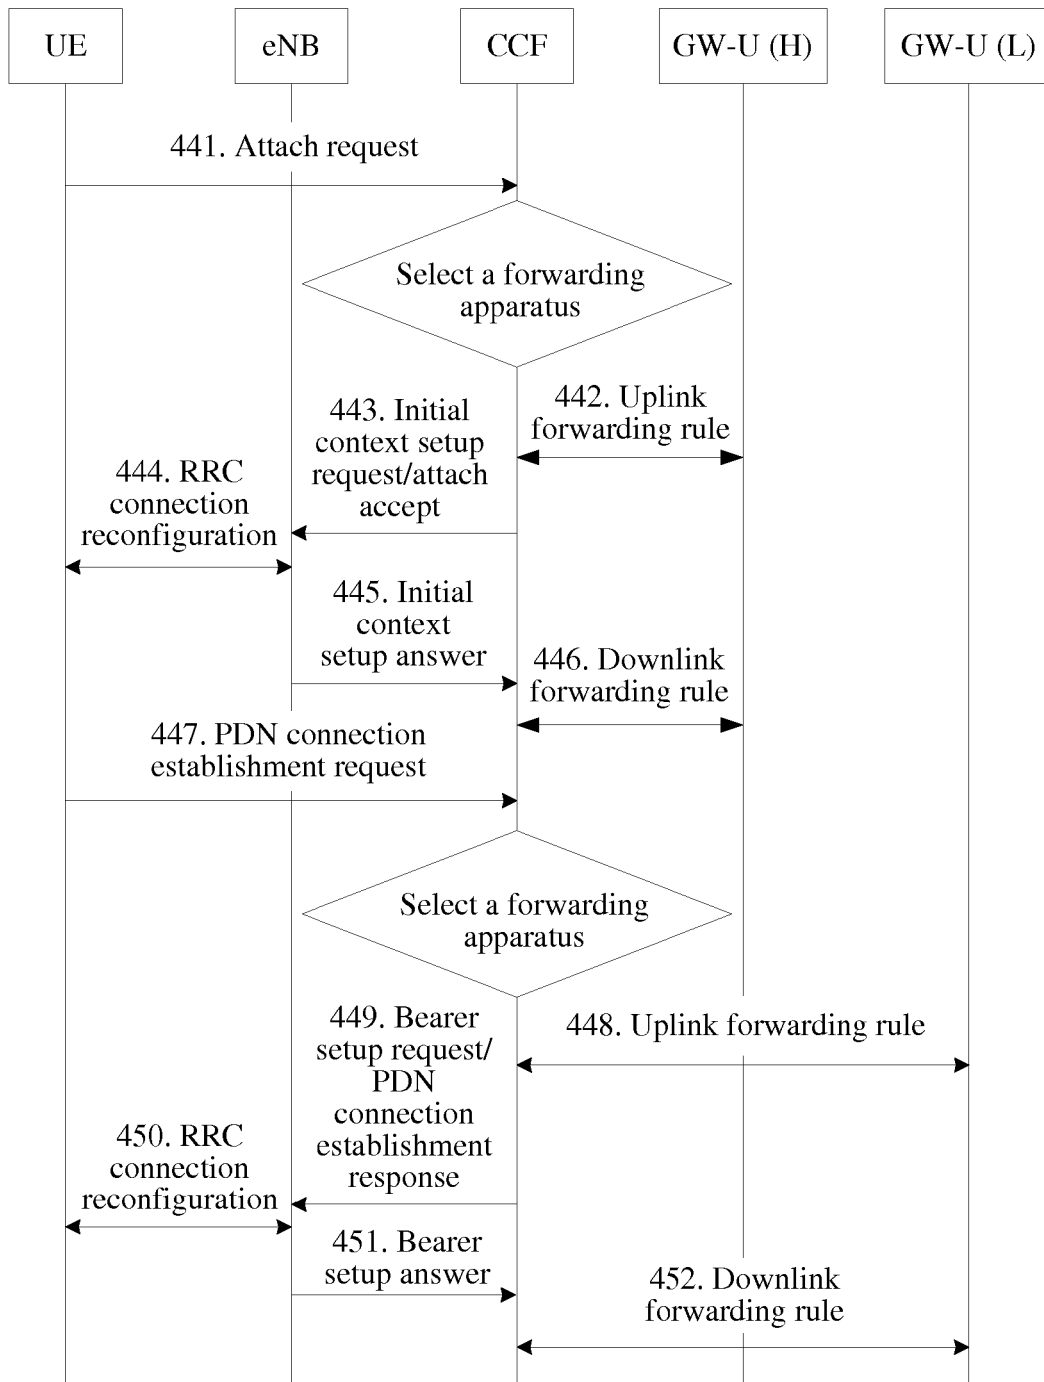 UE
eNB
CCF
GW-U (H)
GW-U (L)
441. Attach request
Select a forwarding
apparatus
442. Uplink
forwarding rule
443. Initial
context setup
request/attach
accept
444. RRC
connection
reconfiguration
445. Initial
context
setup answer
446. Downlink
forwarding rule
447. PDN connection
establishment request
Select a forwarding
apparatus
448. Uplink forwarding rule
449. Bearer
setup request/
PDN
connection
establishment
response
450. RRC
connection
reconfiguration
451. Bearer
setup answer
452. Downlink
forwarding rule